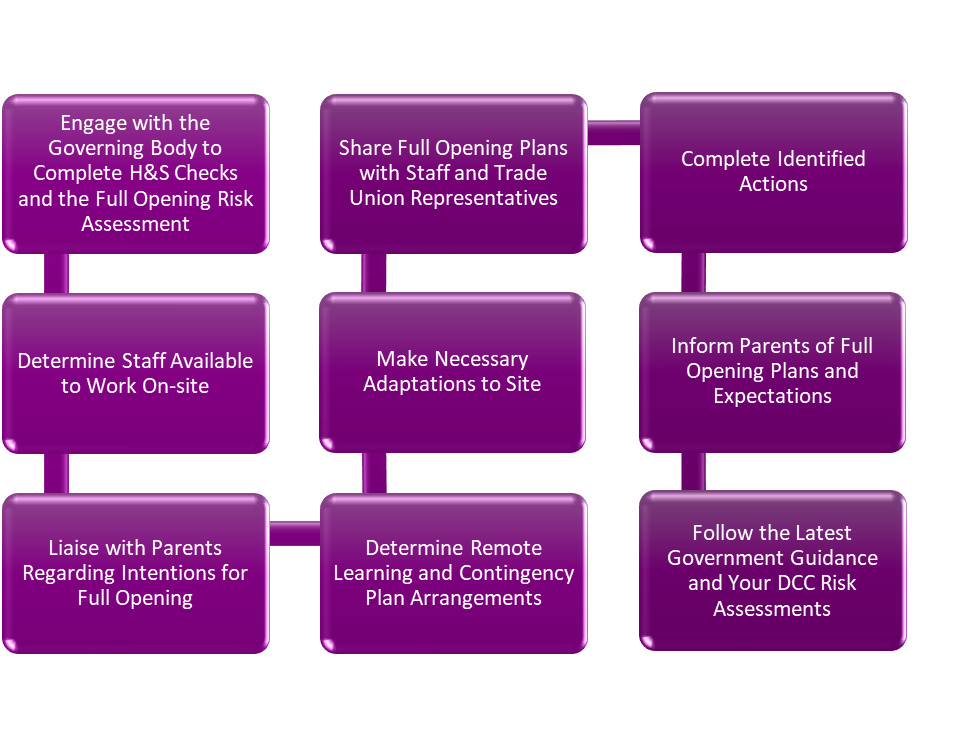 Engage with the
Governing Body to
Complete H&S Checks
and the Full Opening Risk
Assessment
Determine Staff Available
to Work On-site
Liaise with Parents
Regarding Intentions for
Full Opening
Determine Remote
Learning and Contingency
Plan Arrangements
Make Necessary
Adaptations to Site
Share Full Opening Plans
with Staff and Trade
Union Representatives
Complete Identified
Actions
Inform Parents of Full
Opening Plans and
Expectations
Follow the Latest
Government Guidance
and Your DCC Risk
Assessments